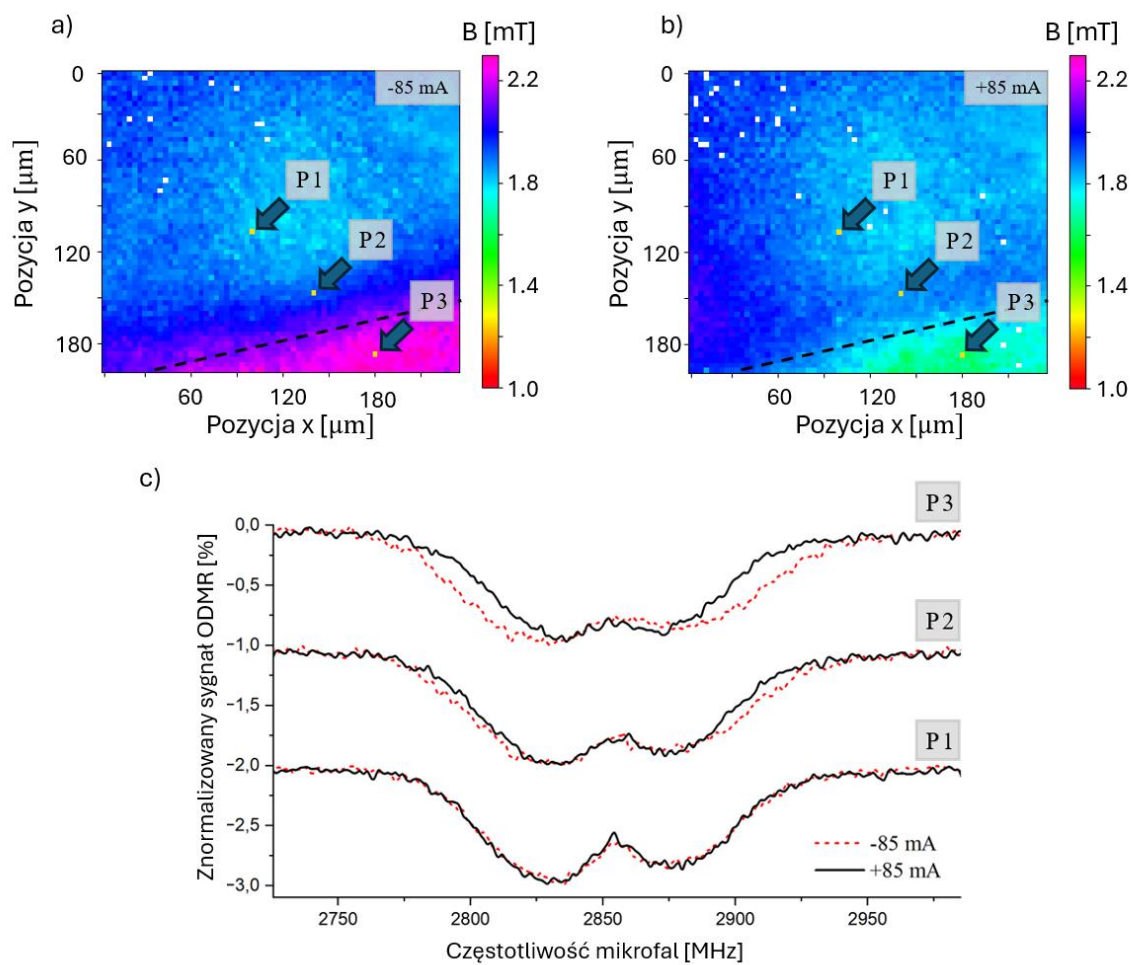 a)
B [mT]
-85 mA
0
60
120
180
Pozycja y [μm]
P1
P2
P3
60
120
180
Pozycja x [μm]
2.2
1.8
1.4
1.0
b)
B [mT]
+85 mA
0
60
120
180
Pozycja y [μm]
P1
P2
P3
60
120
180
Pozycja x [μm]
2.2
1.8
1.4
1.0
c)
Znormalizowany sygnał ODMR [%]
0,0
−0,5
−1,0
−1,5
−2,0
−2,5
−3,0
P3
P2
P1
-85 mA
+85 mA
2750
2800
2850
2900
2950
Częstotliwość mikrofal [MHz]